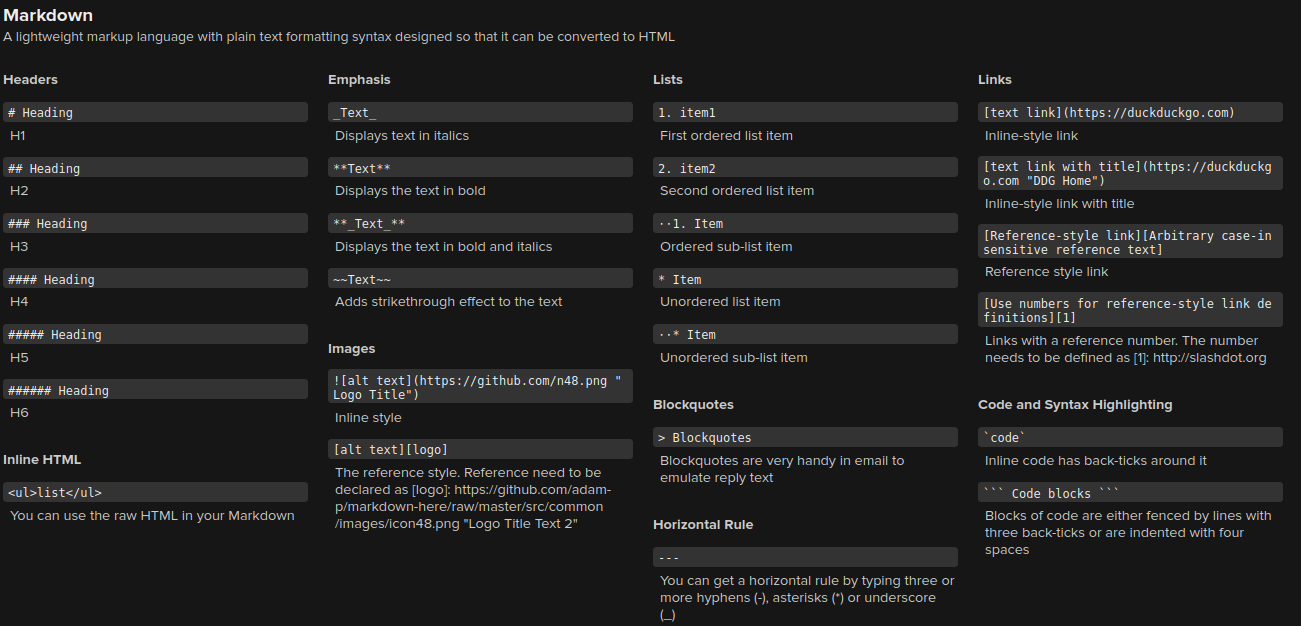 Markdown
A lightweight markup language with plain text formatting syntax designed so that it can be converted to HTML
Headers
# Heading
H1
## Heading
H2
### Heading
H3
#### Heading
H4
##### Heading
H5
###### Heading
H6
Inline HTML
<ul>list</ul>
You can use the raw HTML in your Markdown
Emphasis
_Text_
Displays text in italics
**Text**
Displays the text in bold
**_Text_**
Displays the text in bold and italics
~~Text~~
Adds strikethrough effect to the text
Images
![alt text](https://github.com/n48.png "
Logo Title")
Inline style
[alt text][logo]
The reference style. Reference need to be
declared as [logo]: https://github.com/adam-
p/markdown-here/raw/master/src/common
/images/icon48.png "Logo Title Text 2"
Lists
1. item1
First ordered list item
2. item2
Second ordered list item
··1. Item
Ordered sub-list item
* Item
Unordered list item
··* Item
Unordered sub-list item
Blockquotes
> Blockquotes
Blockquotes are very handy in email to
emulate reply text
Horizontal Rule
---
You can get a horizontal rule by typing three or
more hyphens (-), asterisks (*) or underscore
(_)
Links
[text link](https://duckduckgo.com)
Inline-style link
[text link with title](https://duckduckg
o.com "DDG Home")
Inline-style link with title
[Reference-style link][Arbitrary case-in
sensitive reference text]
Reference style link
[Use numbers for reference-style link de
finitions][1]
Links with a reference number. The number
needs to be defined as [1]: http://slashdot.org
Code and Syntax Highlighting
`code`
Inline code has back-ticks around it
``` Code blocks ```
Blocks of code are either fenced by lines with
three back-ticks or are indented with four
spaces